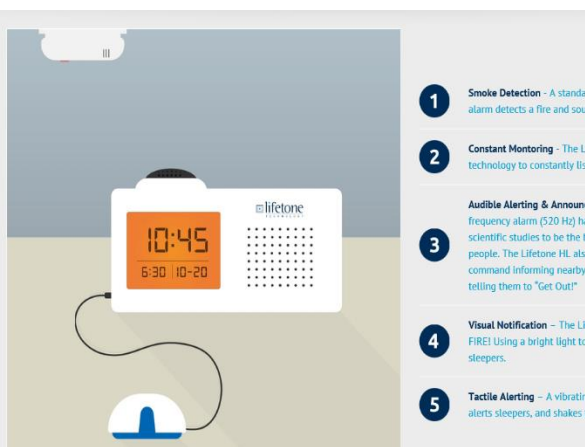 lifetone
10:45
6:30 10-20
1
Smoke Detection - A standa
alarm detects a fire and sou
2
Constant Montoring - The L
technology to constantly lis
3
Audible Alerting & Announ
frequency alarm (520 Hz) ha
scientific studies to be the
people. The Lifetone HL als
command informing nearby
telling them to "Get Out!"
4
Visual Notification – The Li
FIRE! Using a bright light to
sleepers.
5
Tactile Alerting – A vibratin
alerts sleepers, and shakes